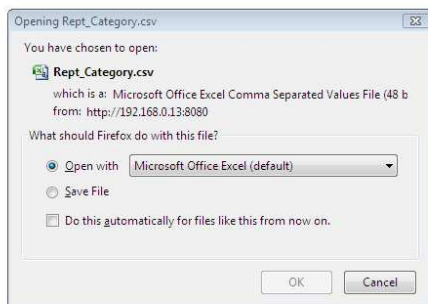 Opening Rept_Category.csv
You have chosen to open:
Rept_Category.csv
which is a: Microsoft Office Excel Comma Separated Values File (48 b
from: http://192.168.0.13:8080
What should Firefox do with this file?
Open with Microsoft Office Excel (default)
Save File
Do this automatically for files like this from now on.
OK Cancel